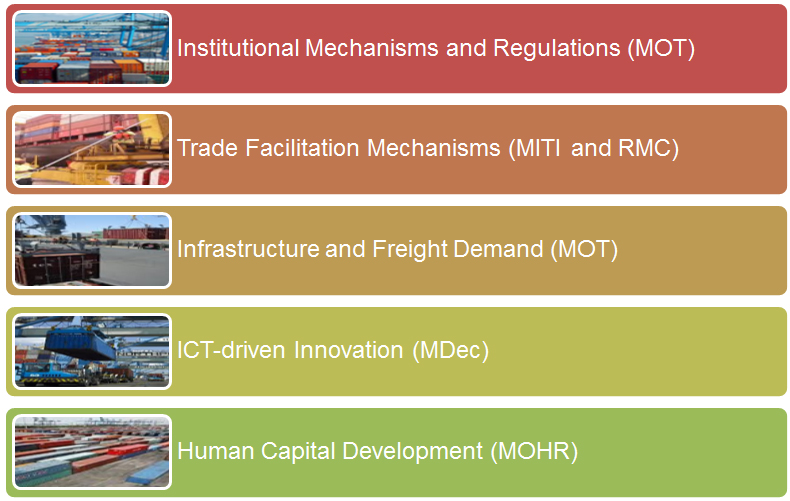 Institutional Mechanisms and Regulations (MOT)
Trade Facilitation Mechanisms (MITI and RMC)
Infrastructure and Freight Demand (MOT)
ICT-driven Innovation (MDec)
Human Capital Development (MOHR)